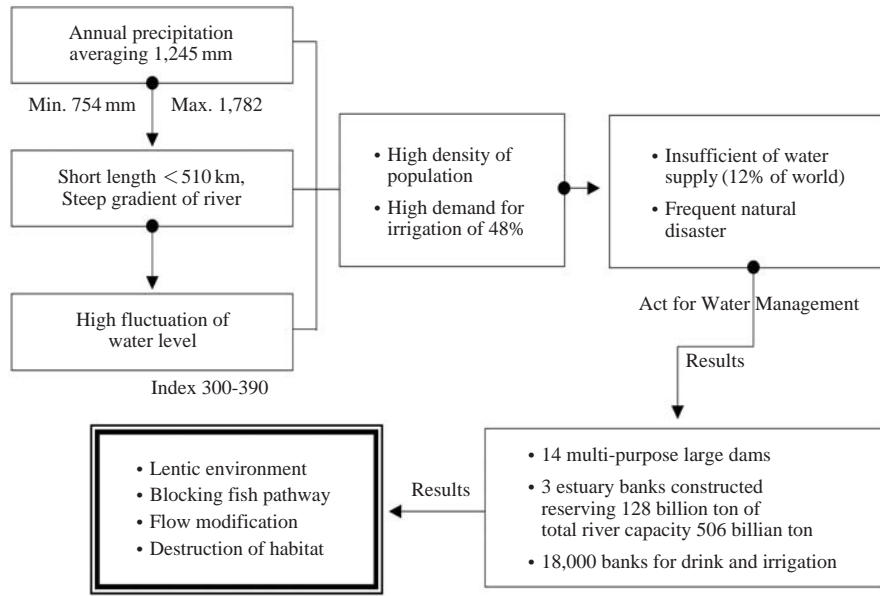 Annual precipitation
averaging 1,245 mm
Min. 754 mm
Max. 1,782
Short length < 510 km,
Steep gradient of river
High fluctuation of
water level
Index 300-390
• High density of
population
• High demand for
irrigation of 48%
• Insufficient of water
supply (12% of world)
• Frequent natural
disaster
Act for Water Management
Results
• 14 multi-purpose large dams
• 3 estuary banks constructed
reserving 128 billion ton of
total river capacity 506 billian ton
• 18,000 banks for drink and irrigation
Results
• Lentic environment
• Blocking fish pathway
• Flow modification
• Destruction of habitat